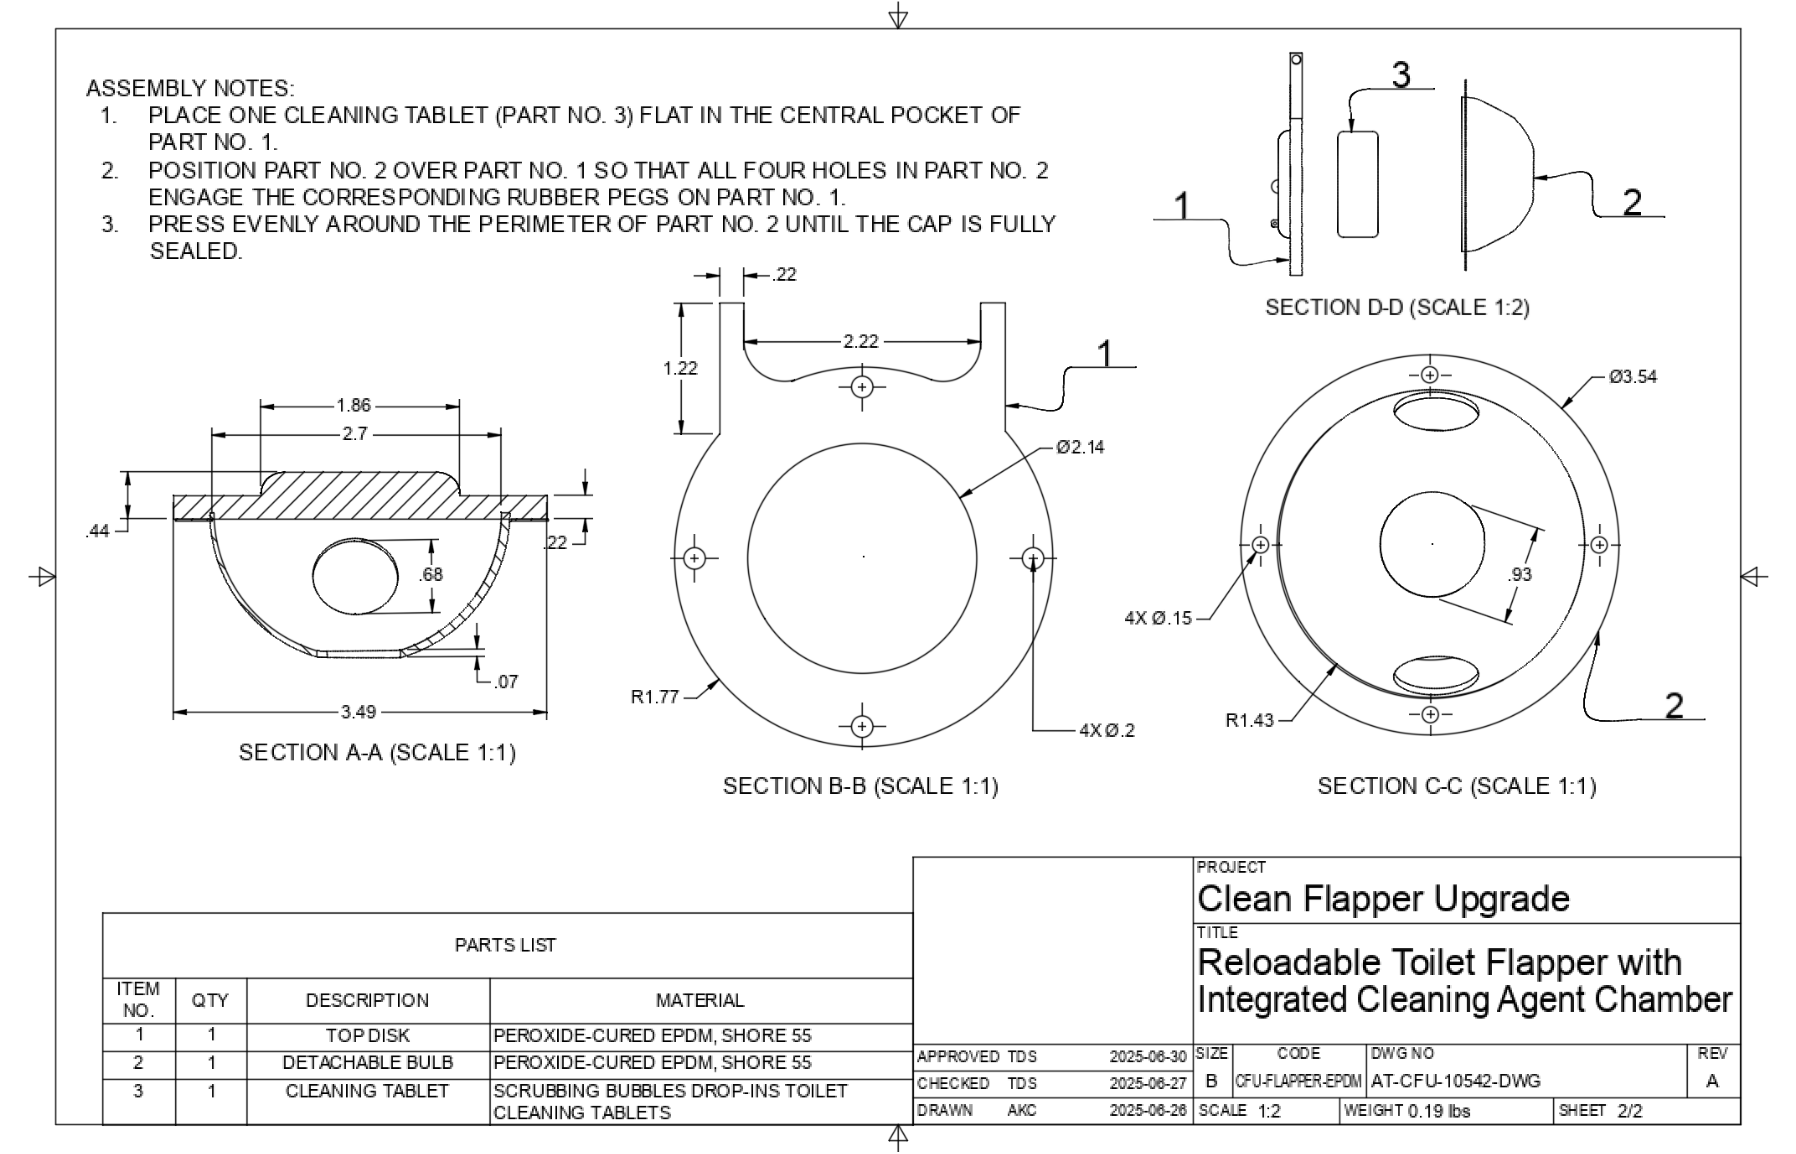 ASSEMBLY NOTES:
1. PLACE ONE CLEANING TABLET (PART NO. 3) FLAT IN THE CENTRAL POCKET OF
PART NO. 1.
2. POSITION PART NO. 2 OVER PART NO. 1 SO THAT ALL FOUR HOLES IN PART NO. 2
ENGAGE THE CORRESPONDING RUBBER PEGS ON PART NO. 1.
3. PRESS EVENLY AROUND THE PERIMETER OF PART NO. 2 UNTIL THE CAP IS FULLY
SEALED.
3
1
2
SECTION D-D (SCALE 1:2)
1.86
2.7
.44
.22
.68
.07
3.49
SECTION A-A (SCALE 1:1)
.22
2.22
1.22
1
Ø2.14
R1.77
4X Ø.2
SECTION B-B (SCALE 1:1)
Ø3.54
.93
4X Ø.15
R1.43
2
SECTION C-C (SCALE 1:1)
PARTS LIST
ITEM NO. QTY DESCRIPTION MATERIAL
1 1 TOP DISK PEROXIDE-CURED EPDM, SHORE 55
2 1 DETACHABLE BULB PEROXIDE-CURED EPDM, SHORE 55
3 1 CLEANING TABLET SCRUBBING BUBBLES DROP-INS TOILET
CLEANING TABLETS
PROJECT
Clean Flapper Upgrade
TITLE
Reloadable Toilet Flapper with
Integrated Cleaning Agent Chamber
APPROVED TDS 2025-06-30
CHECKED TDS 2025-06-27
DRAWN AKC 2025-06-26
SIZE CODE DWG NO REV
B CFU-FLAPPER-EPDM AT-CFU-10542-DWG A
SCALE 1:2 WEIGHT 0.19 lbs SHEET 2/2